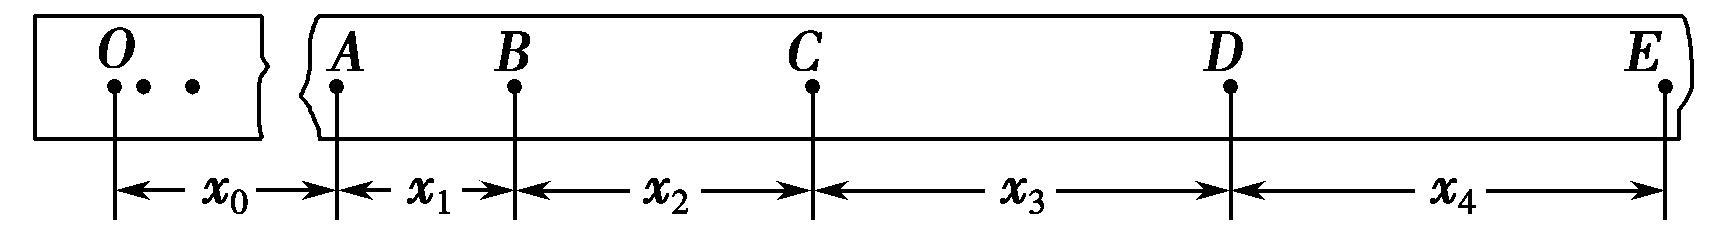 O A B C D E
x₀ x₁ x₂ x₃ x₄